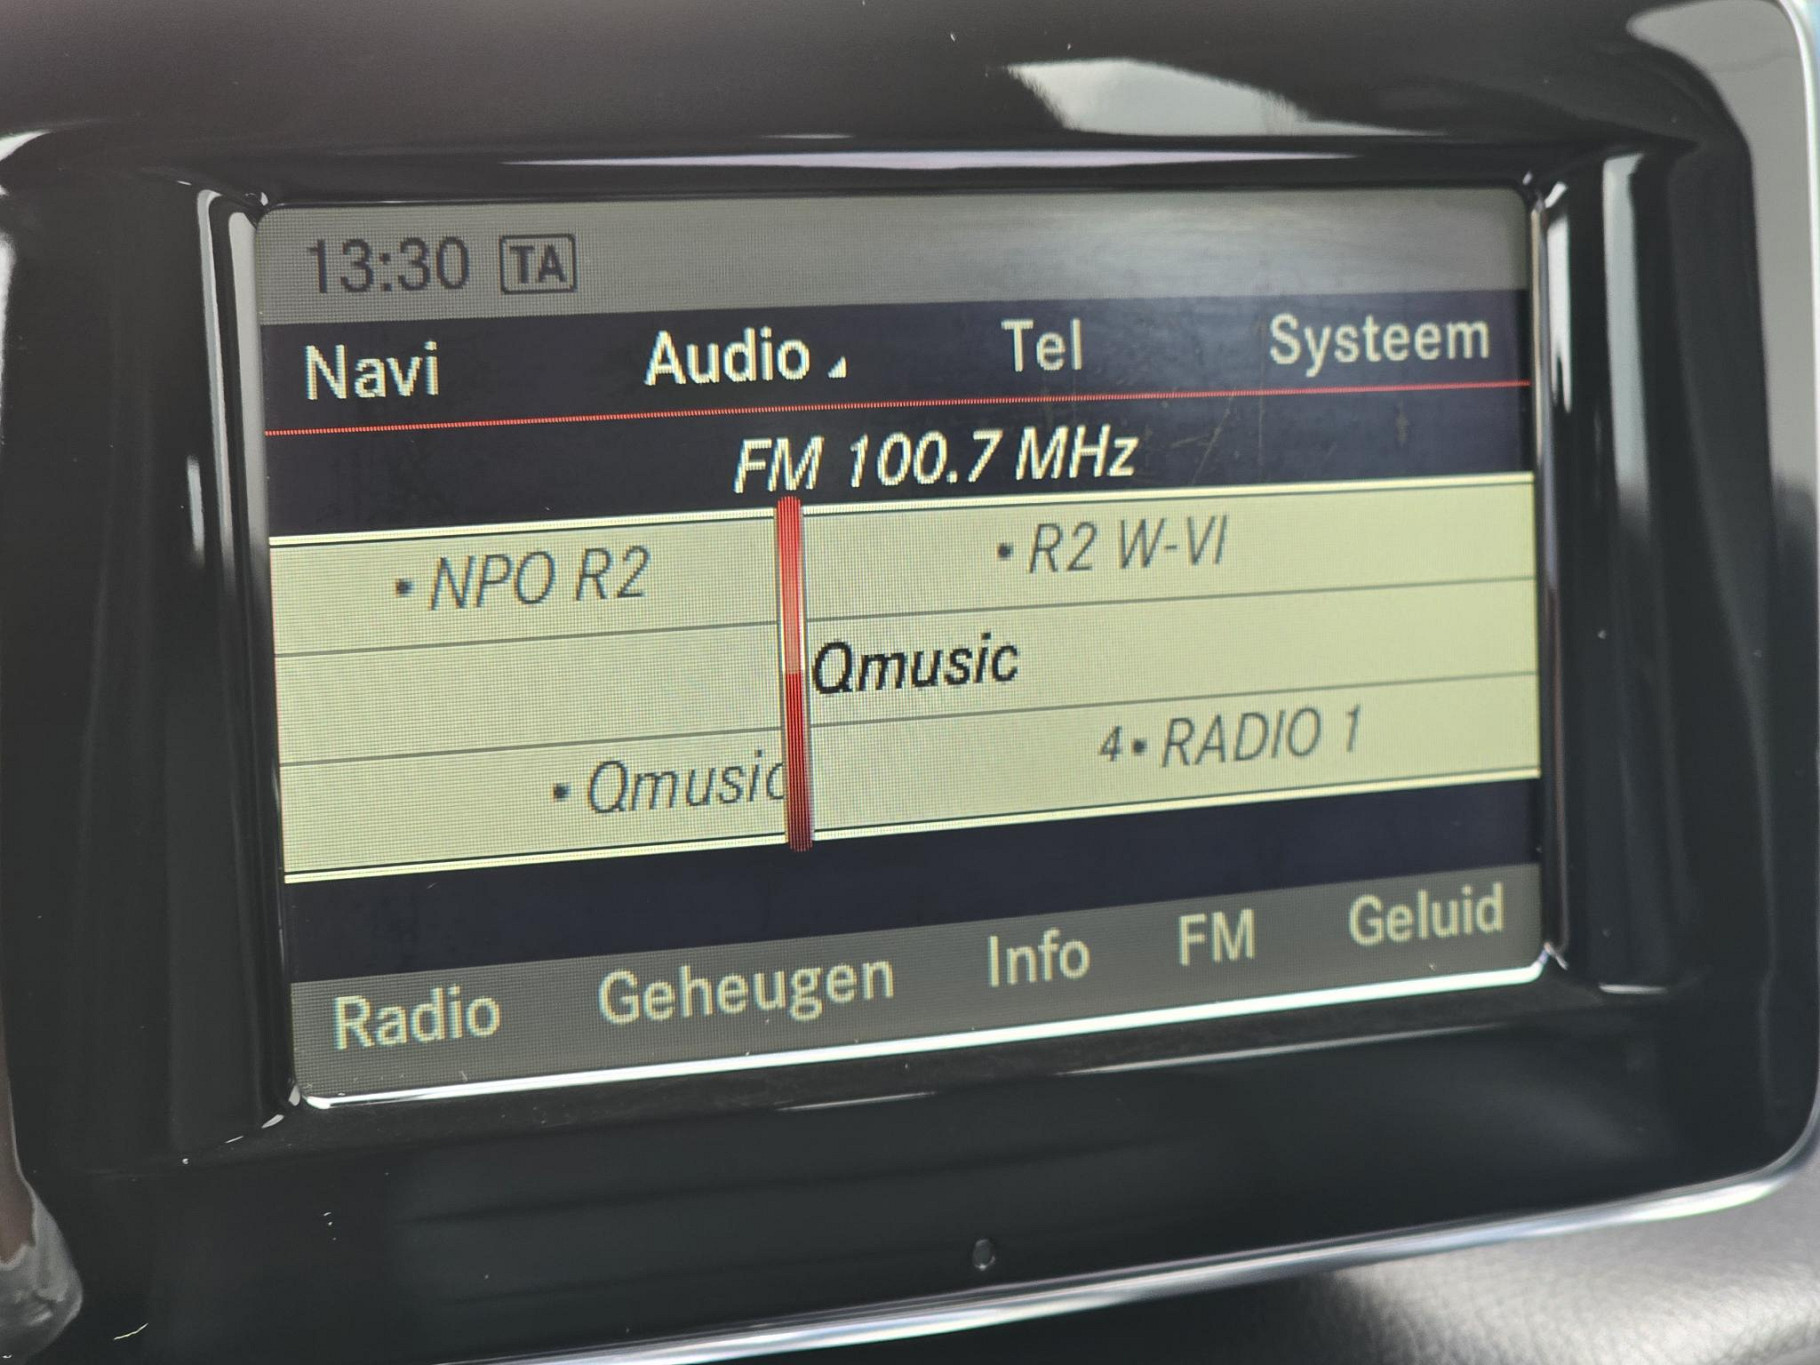 13:30 TA
Navi Audio Tel Systeem
FM 100.7 MHz
• NPO R2 • R2 W-VI
Qmusic
• Qmusic 4• RADIO 1
Radio Geheugen Info FM Geluid